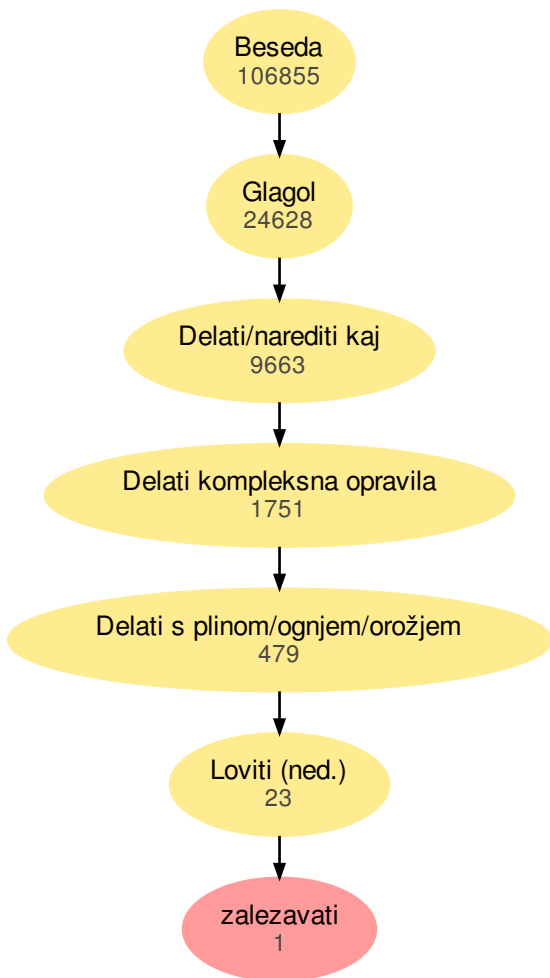 Beseda
106855
Glagol
24628
Delati/narediti kaj
9663
Delati kompleksna opravila
1751
Delati s plinom/ognjem/orožjem
479
Loviti (ned.)
23
zalezavati
1